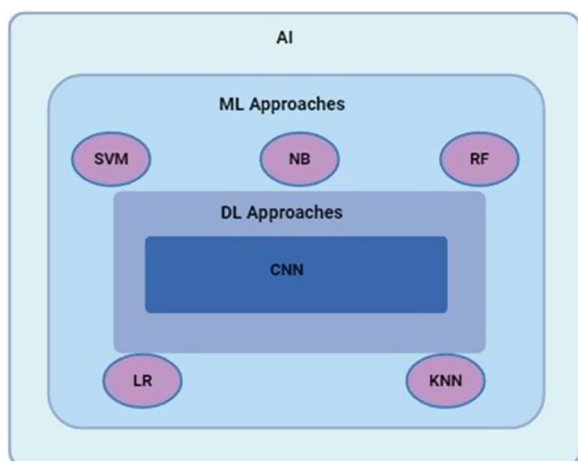 AI
ML Approaches
SVM
NB
RF
DL Approaches
CNN
LR
KNN